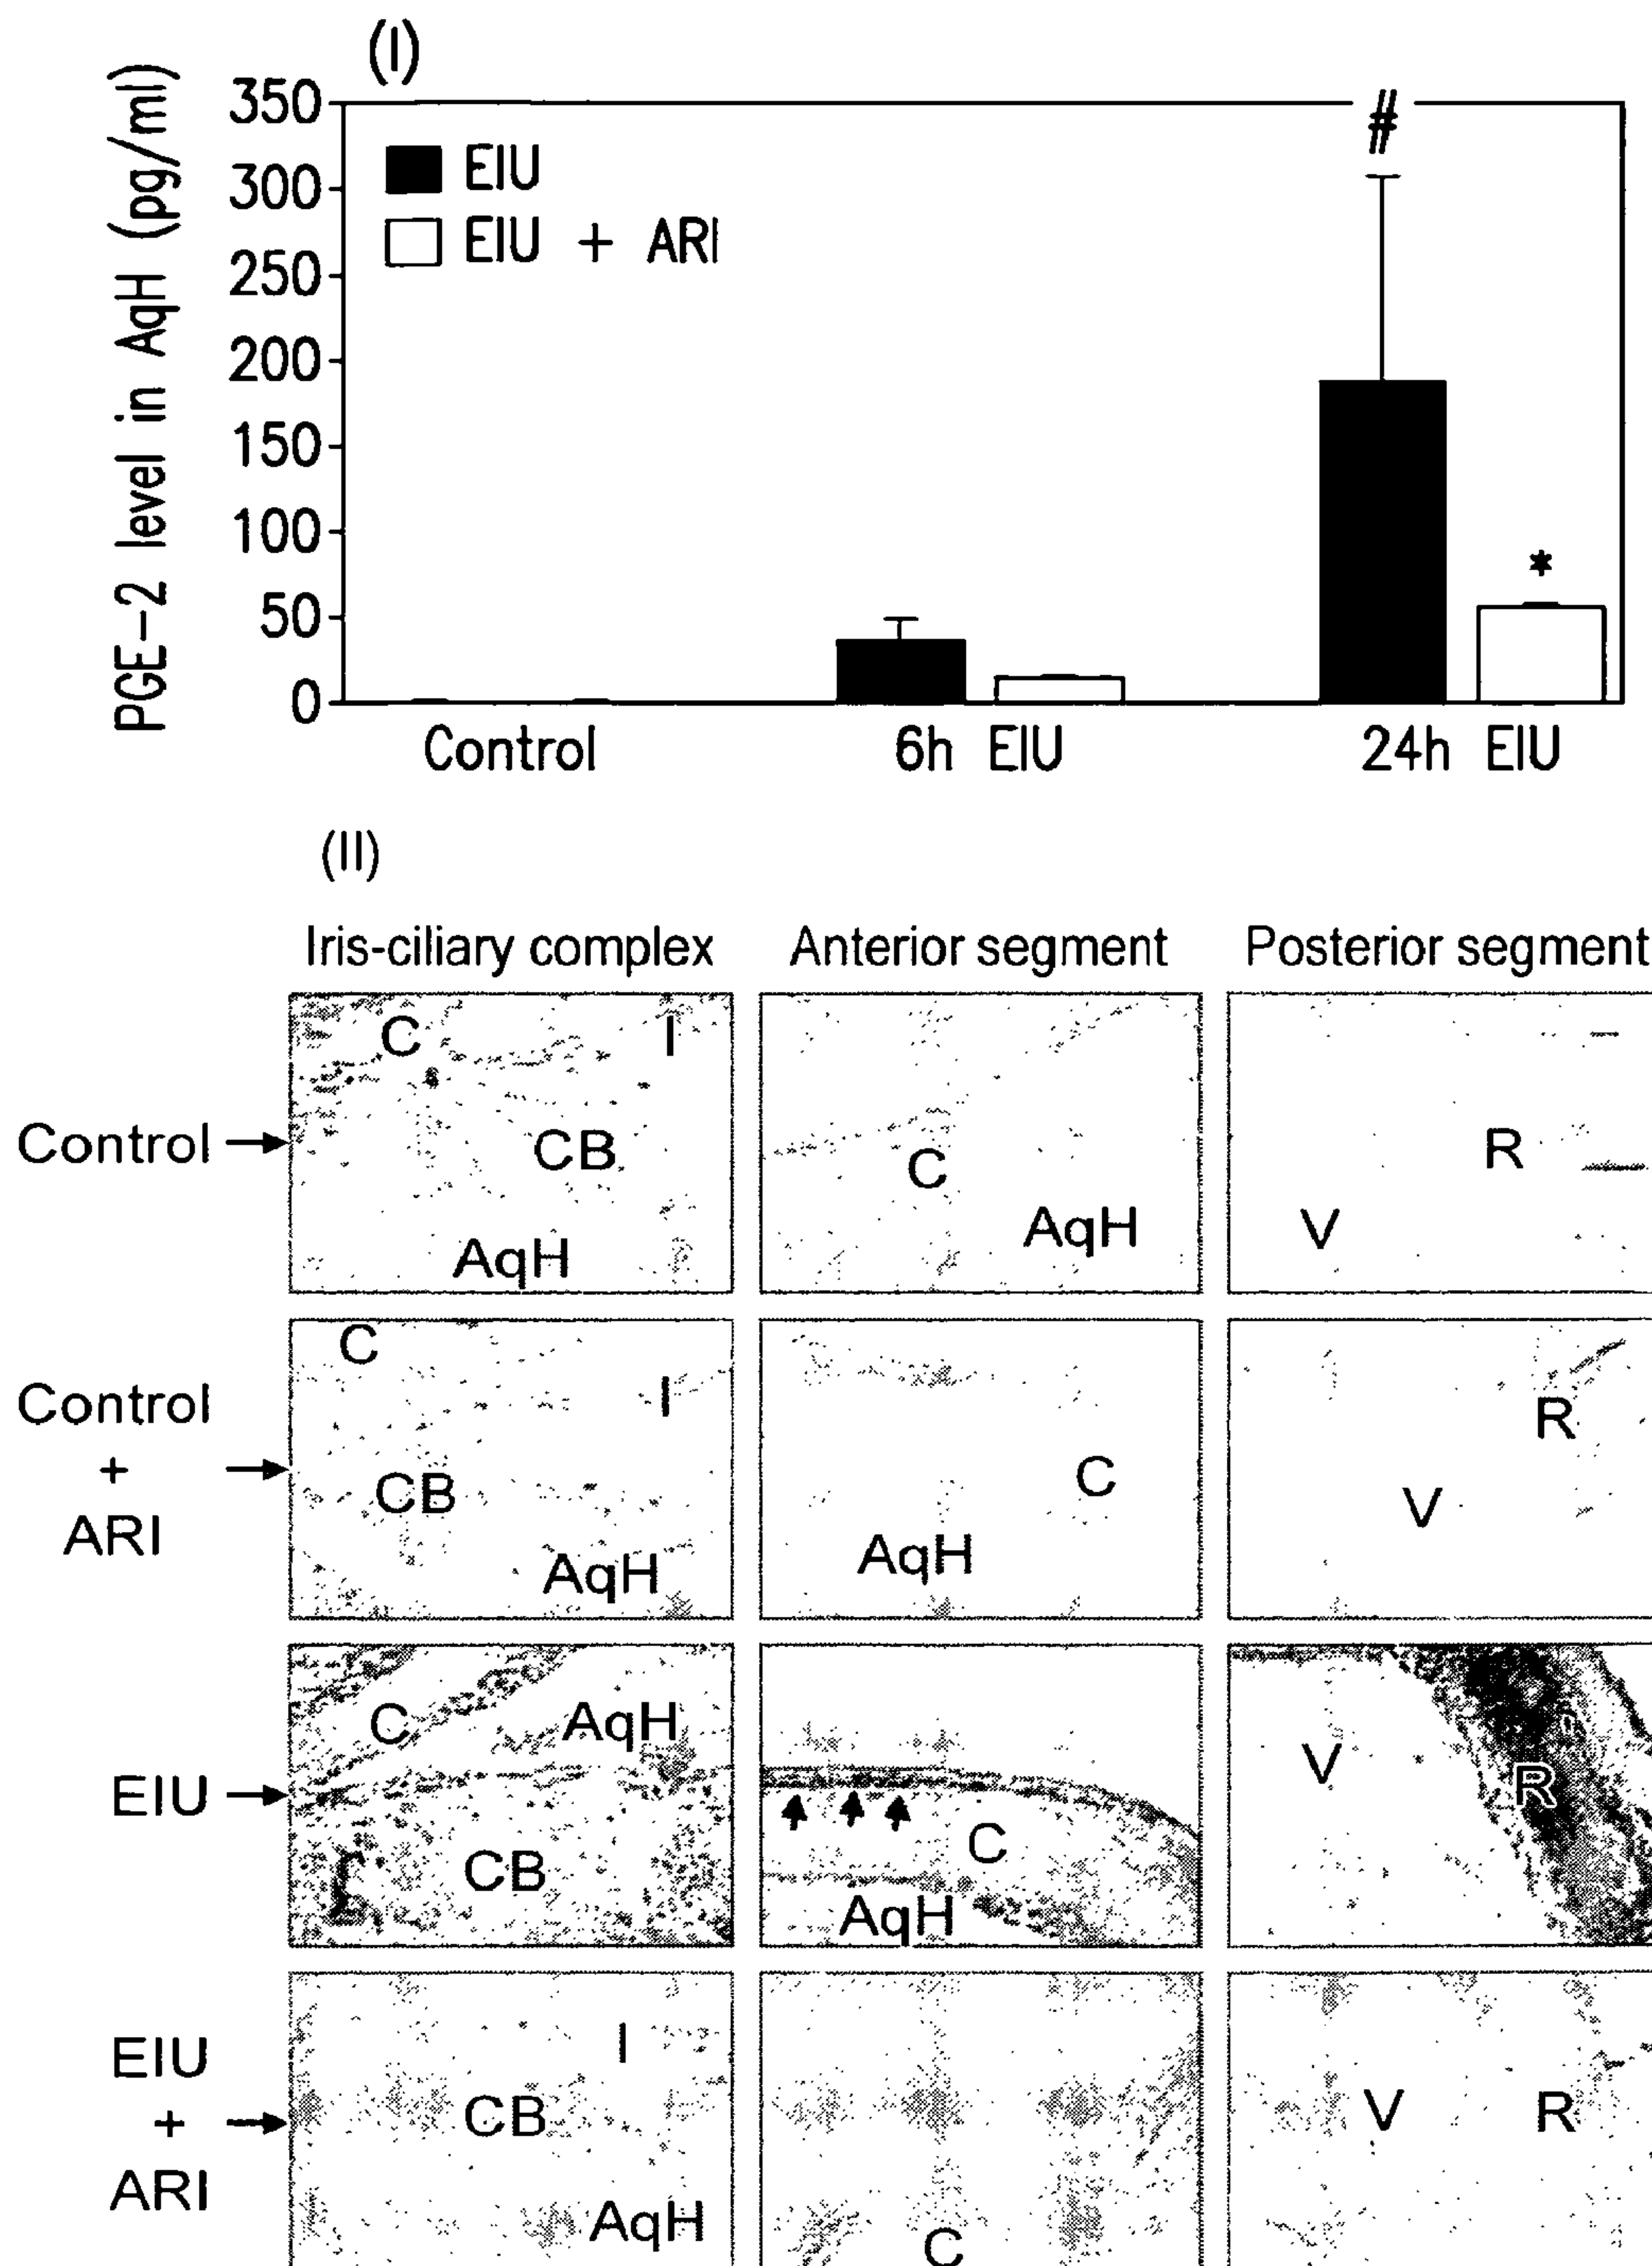 (I)
PGE-2 level in AqH (pg/ml)
350
300
250
200
150
100
50
0
EIU
EIU + ARI
#
*
Control
6h EIU
24h EIU
(II)
Iris-ciliary complex
Anterior segment
Posterior segment
Control
C
I
CB
AqH
C
AqH
R
V
Control
+
ARI
C
I
CB
AqH
C
AqH
R
V
EIU
C
AqH
CB
C
AqH
V
R
EIU
+
ARI
I
CB
AqH
C
V
R